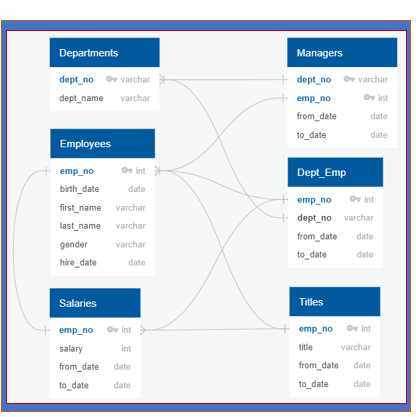 Departments
dept_no varchar
dept_name varchar
Managers
dept_no varchar
emp_no int
from_date date
to_date date
Employees
emp_no int
birth_date date
first_name varchar
last_name varchar
gender varchar
hire_date date
Dept_Emp
emp_no int
dept_no varchar
from_date date
to_date date
Salaries
emp_no int
salary int
from_date date
to_date date
Titles
emp_no int
title varchar
from_date date
to_date date